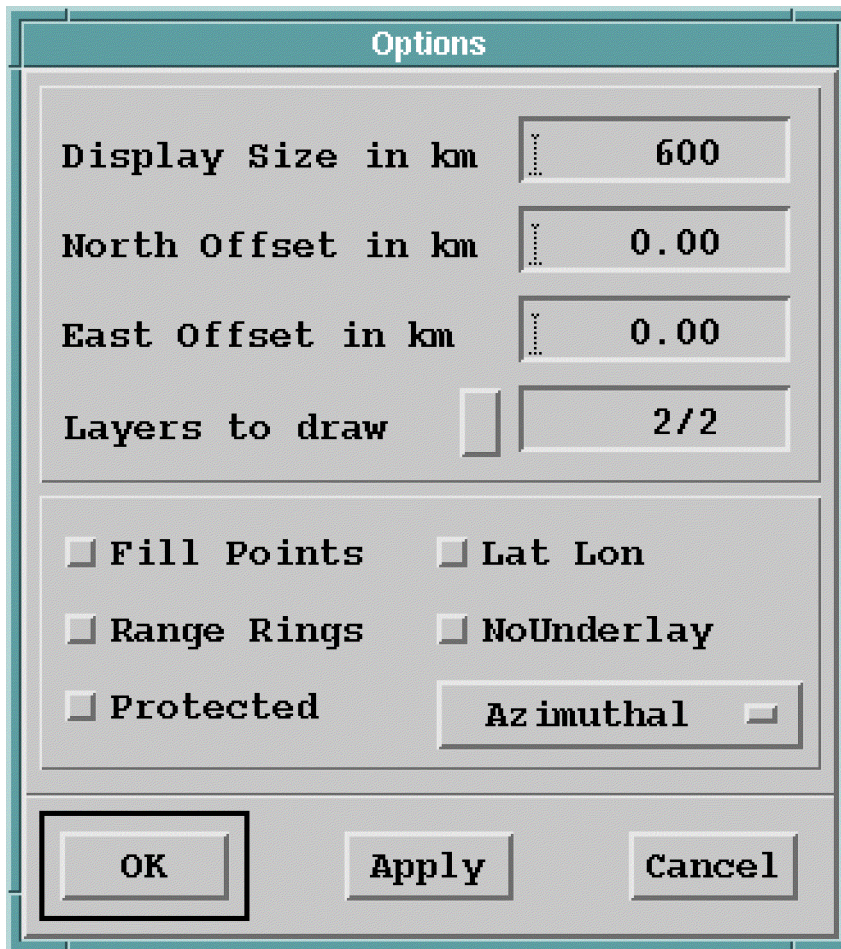 Options
Display Size in km 600
North Offset in km 0.00
East Offset in km 0.00
Layers to draw 2/2
Fill Points Lat Lon
Range Rings NoUnderlay
Protected Azimuthal
OK Apply Cancel